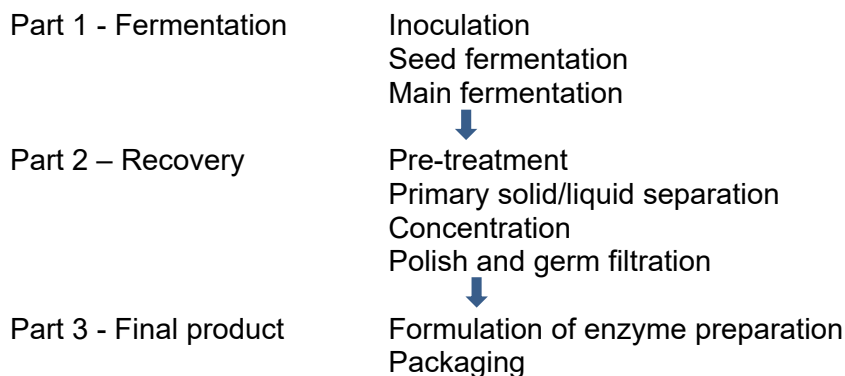 Part 1 - Fermentation Inoculation
Seed fermentation
Main fermentation
Part 2 – Recovery Pre-treatment
Primary solid/liquid separation
Concentration
Polish and germ filtration
Part 3 - Final product Formulation of enzyme preparation
Packaging